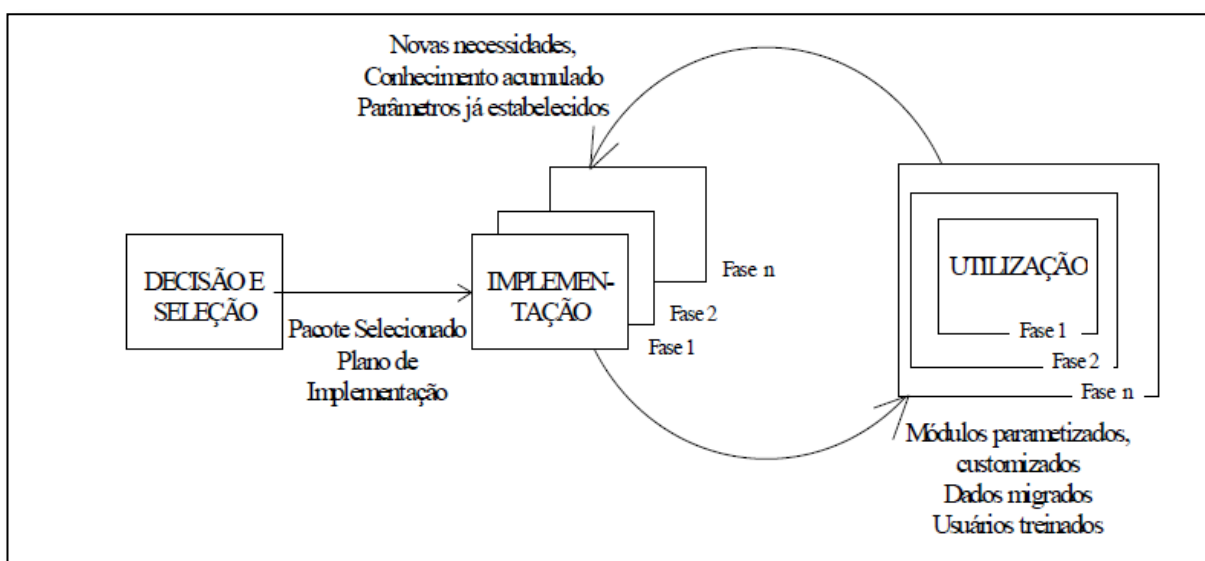 Novas necessidades,
Conhecimento acumulado
Parâmetros já estabelecidos
DECISÃO E
SELEÇÃO
Pacote Selecionado
Plano de
Implementação
IMPLEMEN-
TAÇÃO
Fase 1
Fase 2
Fase n
UTILIZAÇÃO
Fase 1
Fase 2
Fase n
Módulos parametizados,
customizados
Dados migrados
Usuários treinados